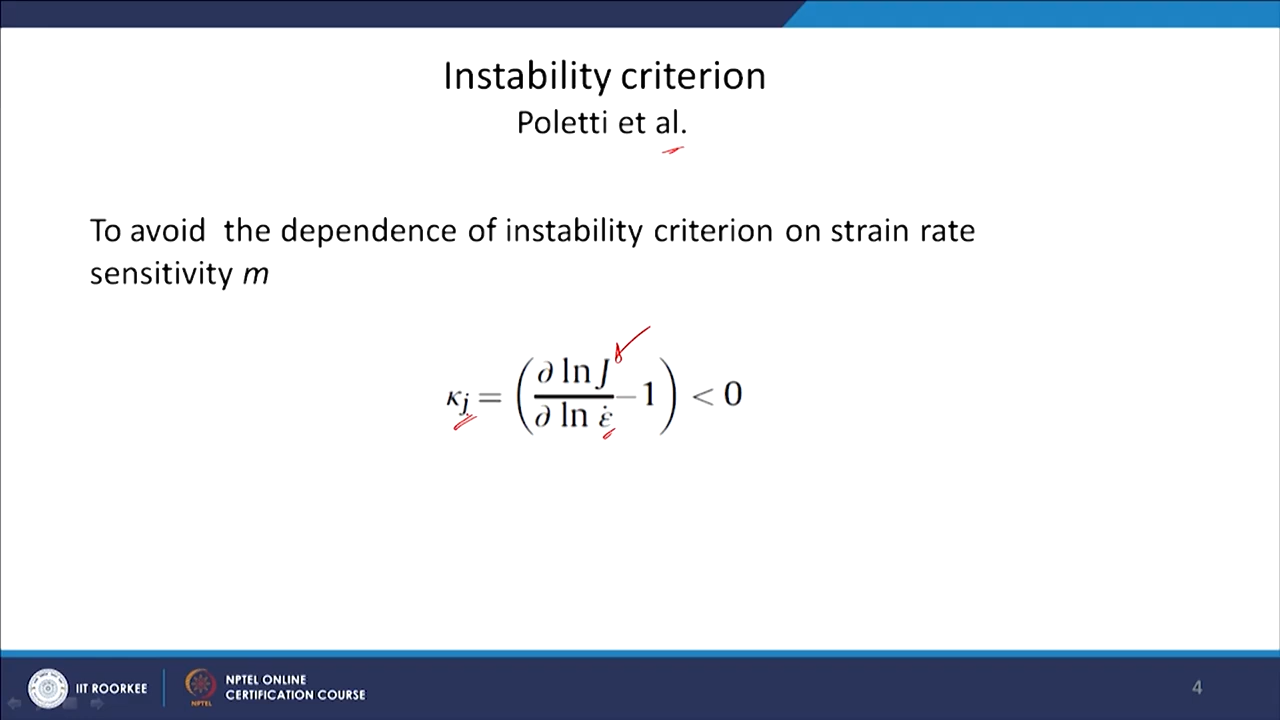 Instability criterion
Poletti et al.
To avoid the dependence of instability criterion on strain rate
sensitivity m
κj = (∂ ln J / ∂ ln ε̇ − 1) < 0
IIT ROORKEE
NPTEL ONLINE
CERTIFICATION COURSE
NPTEL
4